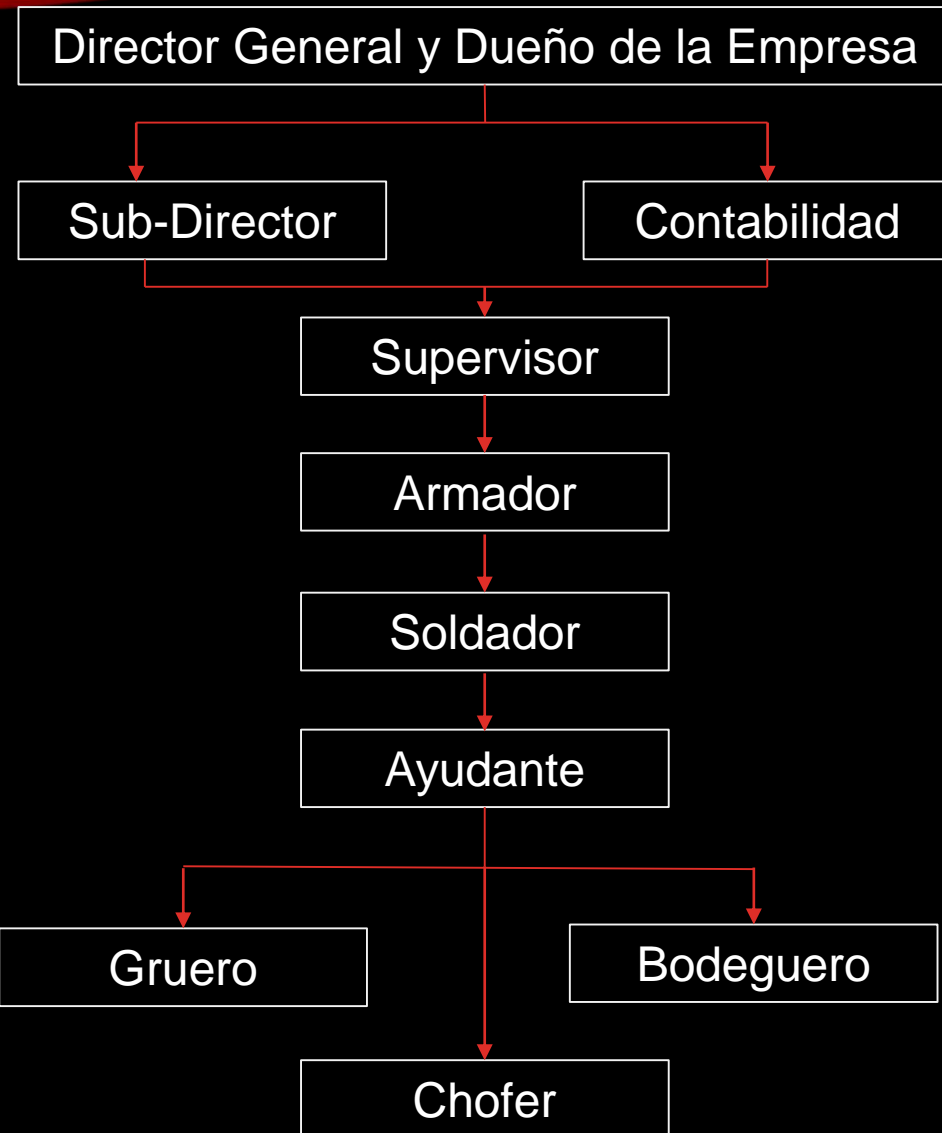 Director General y Dueño de la Empresa
Sub-Director
Contabilidad
Supervisor
Armador
Soldador
Ayudante
Gruero
Bodeguero
Chofer